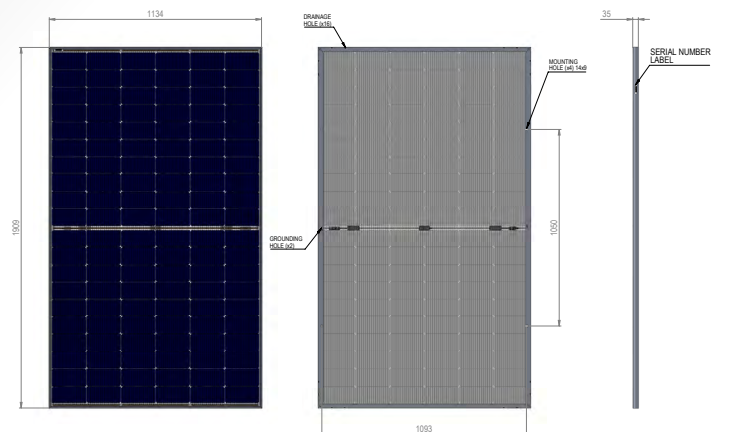 1134
1909
DRAINAGE
HOLE (x16)
GROUNDING
HOLE (x2)
MOUNTING
HOLE (x4) 14x9
1050
1093
35
SERIAL NUMBER
LABEL